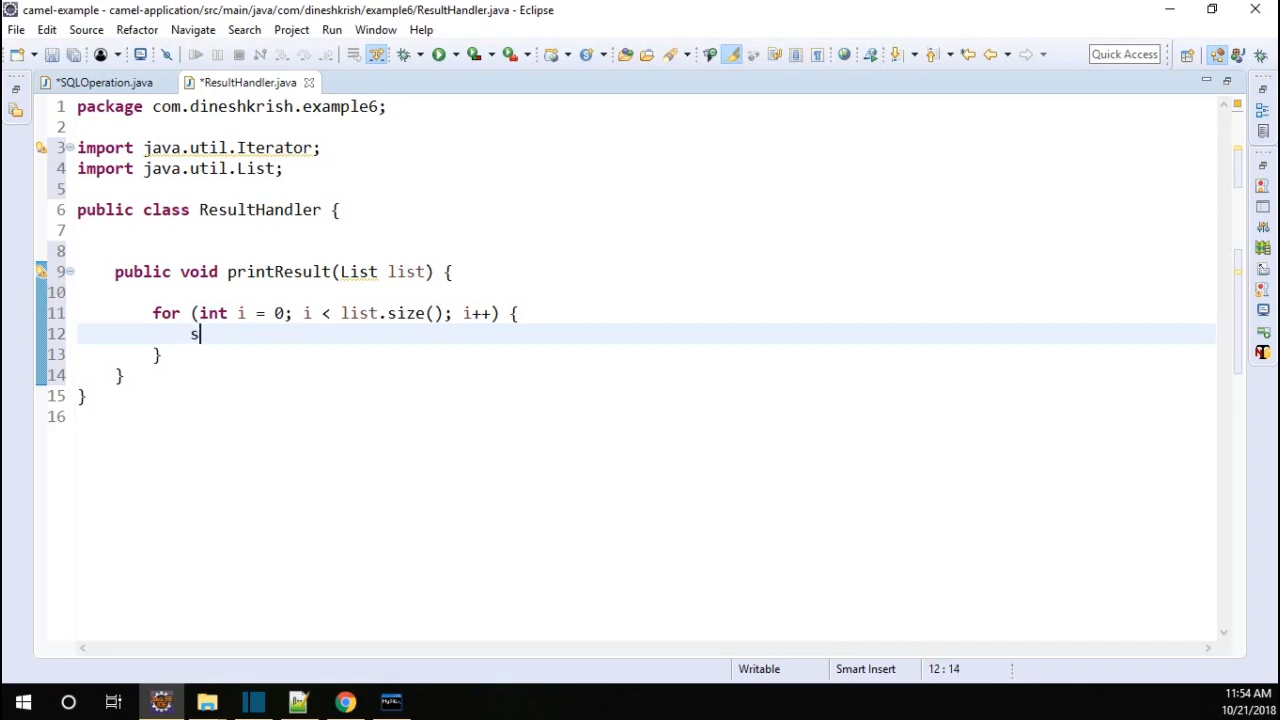 camel-example - camel-application/src/main/java/com/dineshkrish/example6/ResultHandler.java - Eclipse
File Edit Source Refactor Navigate Search Project Run Window Help
Quick Access
*SQLOperation.java *ResultHandler.java
1 package com.dineshkrish.example6;
2
3 import java.util.Iterator;
4 import java.util.List;
5
6 public class ResultHandler {
7
8
9 public void printResult(List list) {
10
11 for (int i = 0; i < list.size(); i++) {
12 s
13 }
14 }
15 }
16
Writable Smart Insert 12 : 14
11:54 AM
10/21/2018